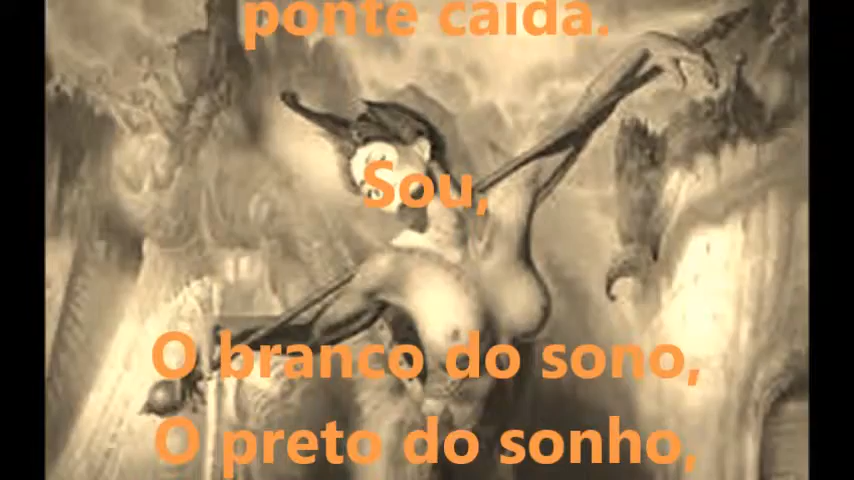 ponte caída.
Sou,
O branco do sono,
O preto do sonho,